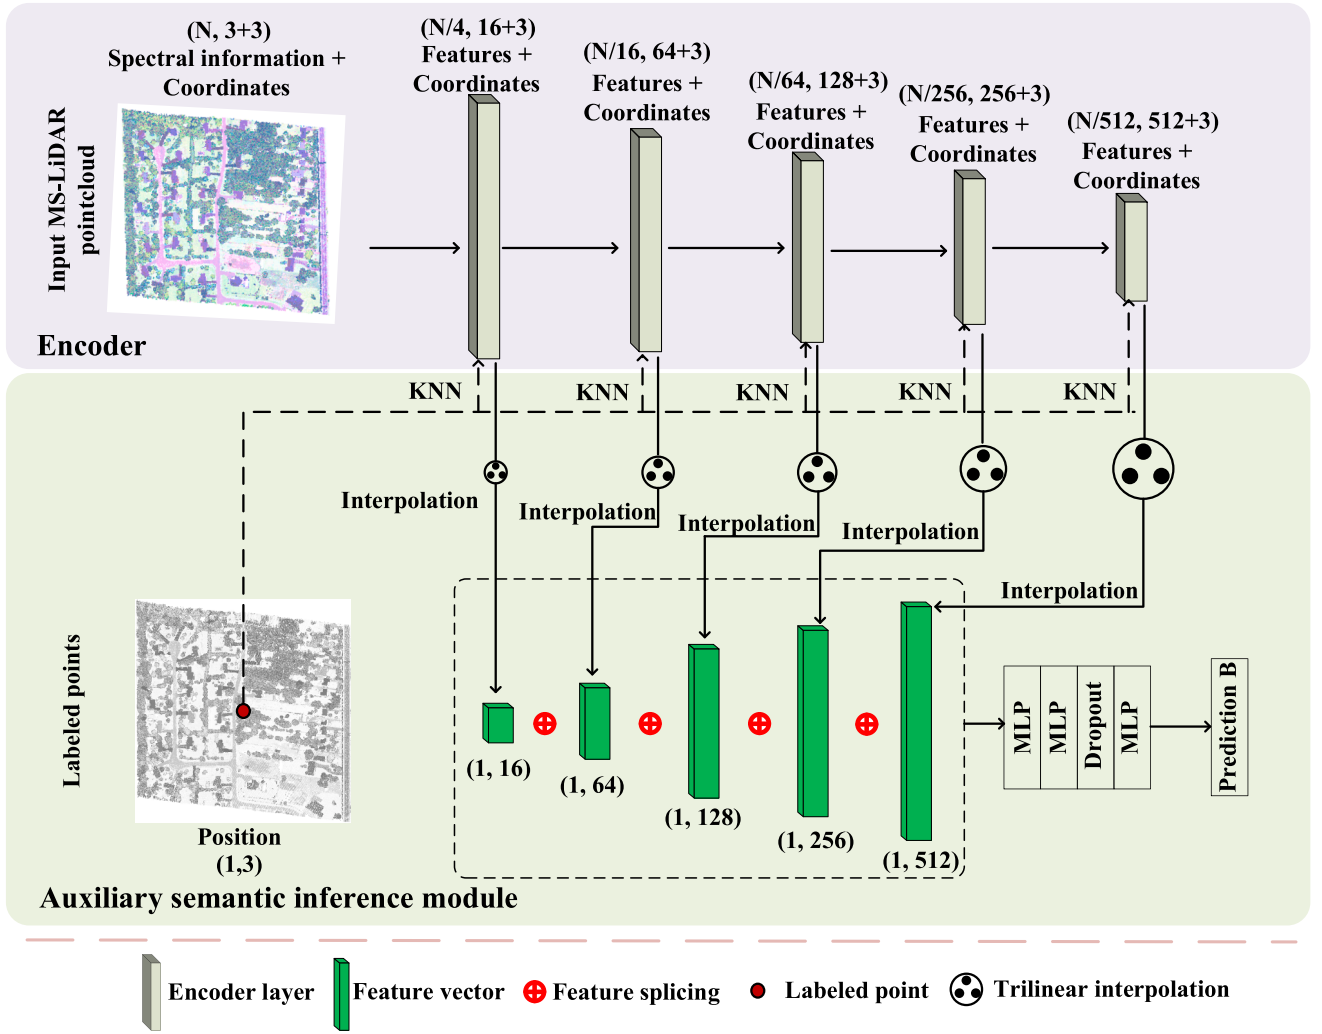 (N, 3+3)
Spectral information +
Coordinates
(N/4, 16+3)
Features +
Coordinates
(N/16, 64+3)
Features +
Coordinates
(N/64, 128+3)
Features +
Coordinates
(N/256, 256+3)
Features +
Coordinates
(N/512, 512+3)
Features +
Coordinates
Input MS-LiDAR
pointcloud
Encoder
KNN
KNN
KNN
KNN
KNN
Interpolation
Interpolation
Interpolation
Interpolation
Interpolation
Labeled points
Position
(1,3)
(1, 16)
(1, 64)
(1, 128)
(1, 256)
(1, 512)
MLP
MLP
Dropout
MLP
Prediction B
Auxiliary semantic inference module
Encoder layer
Feature vector
Feature splicing
Labeled point
Trilinear interpolation